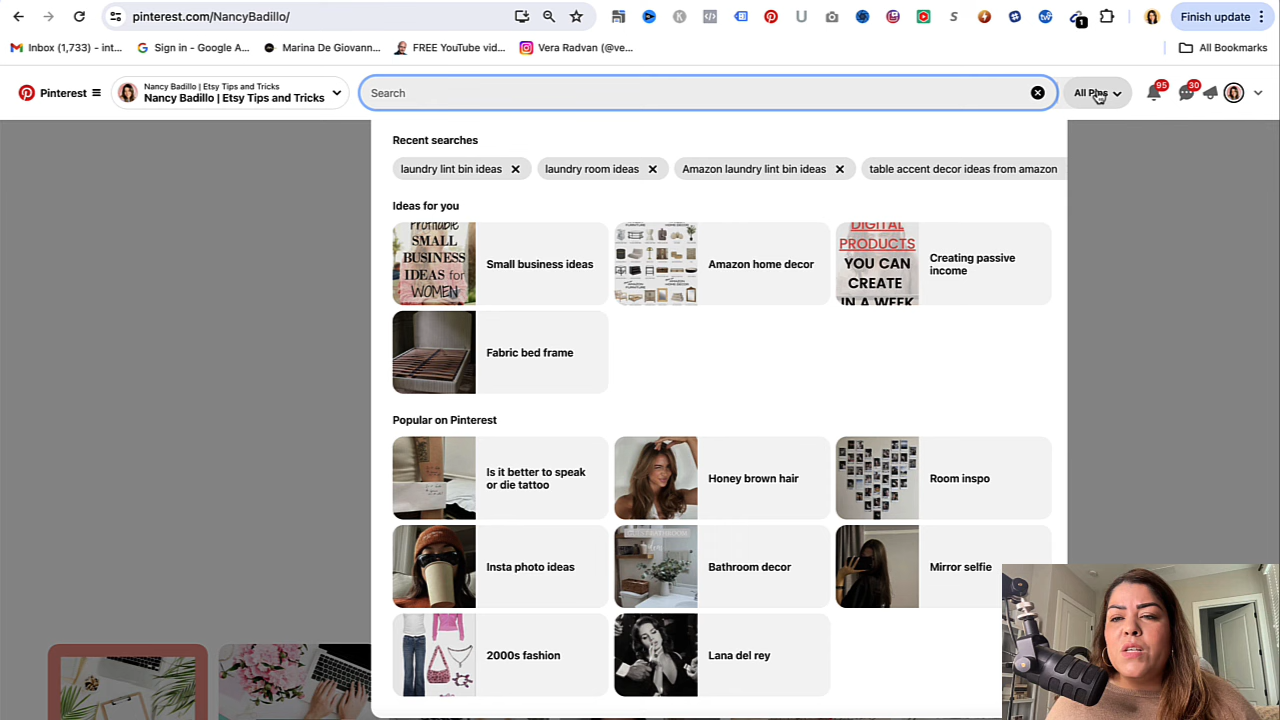 pinterest.com/NancyBadillo/
1
Finish update
Inbox (1,733) - int...
Sign in - Google A...
Marina De Giovann...
FREE YouTube vid...
Vera Radvan (@ve...
All Bookmarks
Pinterest
Nancy Badillo | Etsy Tips and Tricks
Nancy Badillo | Etsy Tips and Tricks
Search
All Pins
95
30
Recent searches
laundry lint bin ideas
laundry room ideas
Amazon laundry lint bin ideas
table accent decor ideas from amazon
Ideas for you
Profitable
SMALL
BUSINESS
IDEAS for
WOMEN
Small business ideas
Amazon home decor
DIGITAL
PRODUCTS
YOU CAN
CREATE
IN A WEEK
Creating passive
income
Fabric bed frame
Popular on Pinterest
Is it better to speak
or die tattoo
Honey brown hair
Room inspo
Insta photo ideas
Bathroom decor
Mirror selfie
2000s fashion
Lana del rey